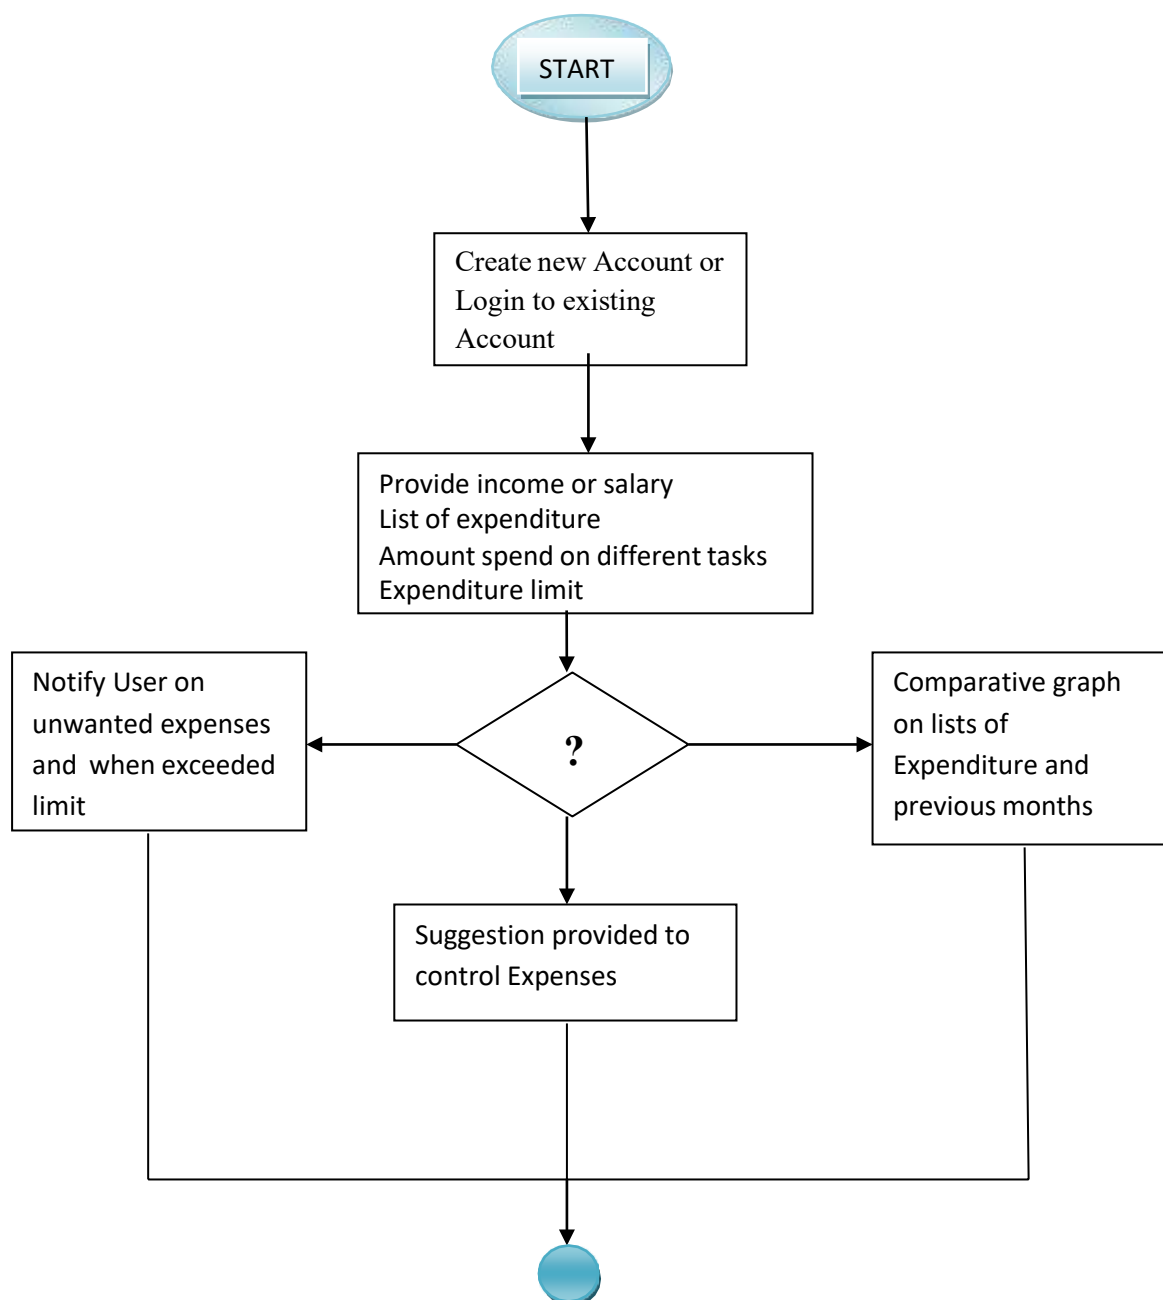 START
Create new Account or
Login to existing
Account
Provide income or salary
List of expenditure
Amount spend on different tasks
Expenditure limit
Notify User on
unwanted expenses
and  when exceeded
limit
?
Comparative graph
on lists of
Expenditure and
previous months
Suggestion provided to
control Expenses